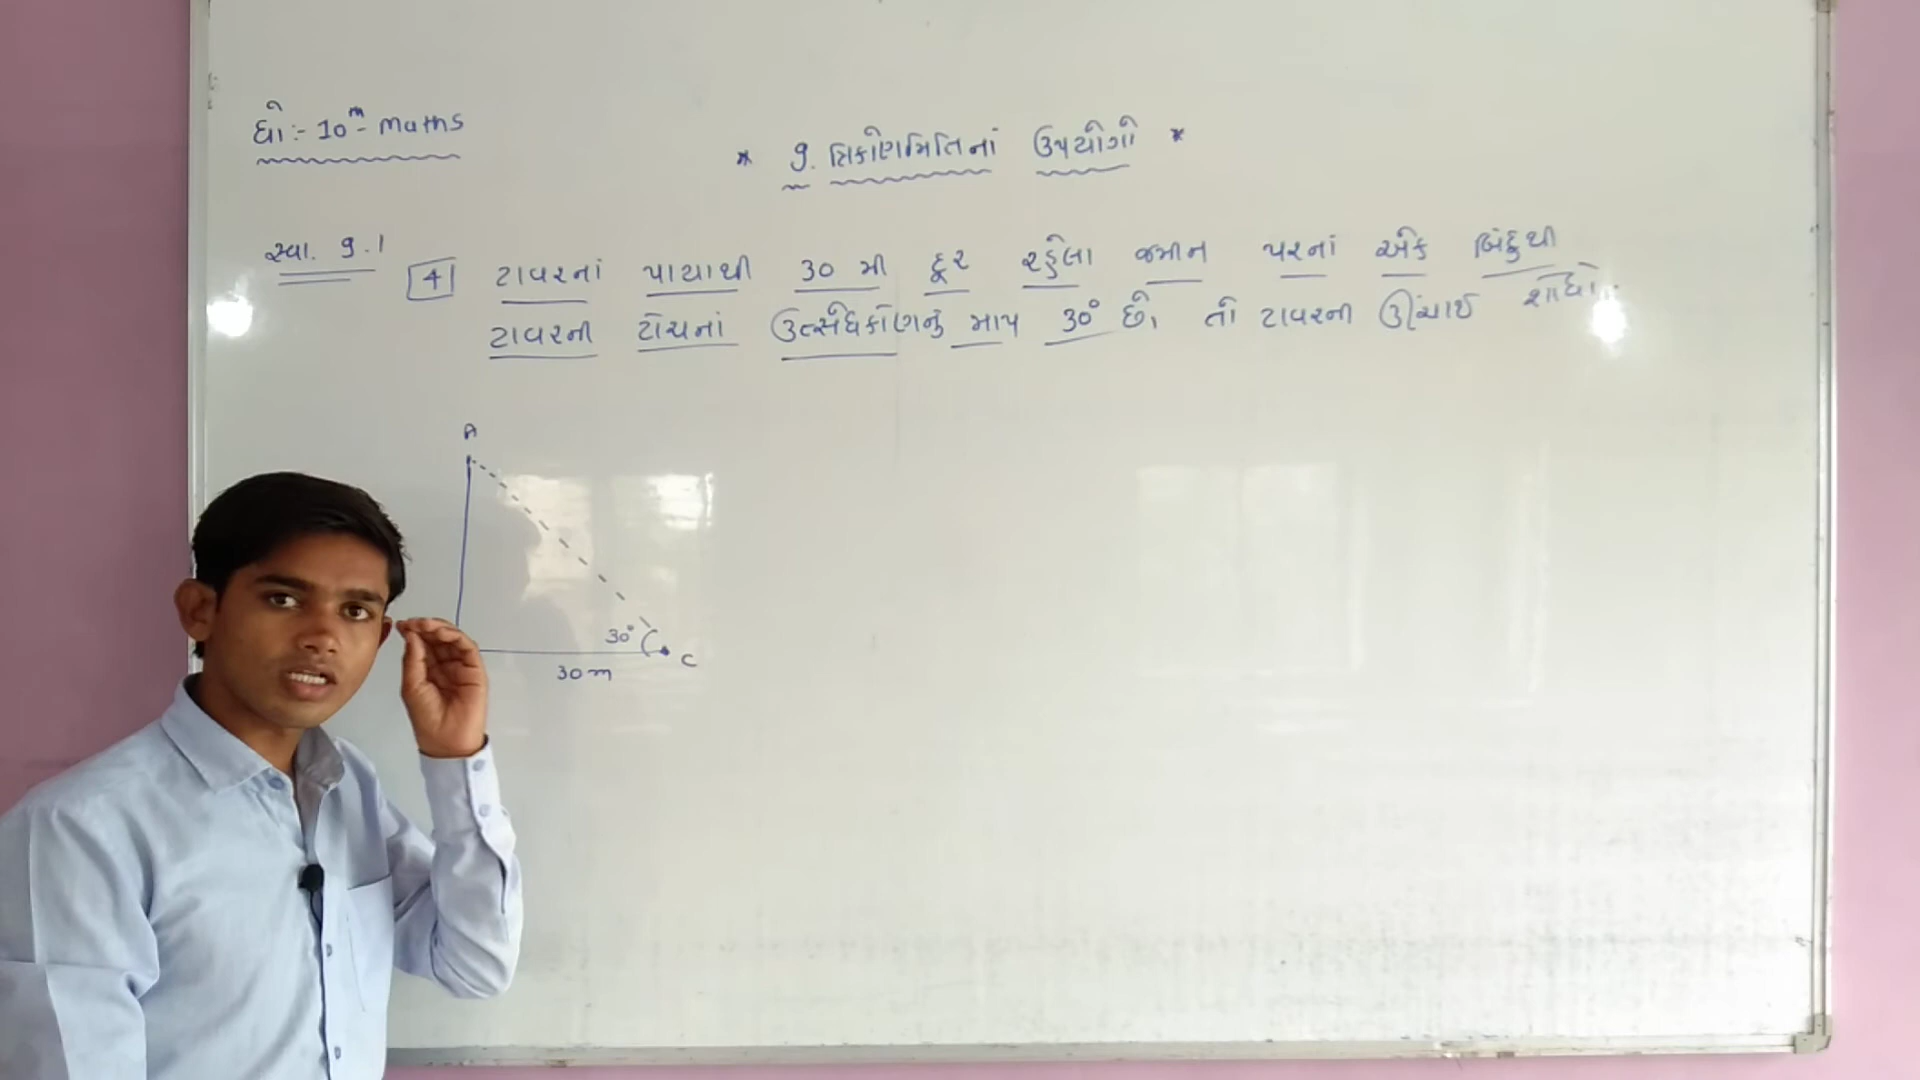 ધો:- 10 - Maths
* 9. ત્રિકોણમિતિનાં ઉપયોગો *
સ્વા. 9.1
4 ટાવરનાં પાયાથી 30 મી દૂર રહેલા જમીન પરનાં એક બિંદુથી
ટાવરની ટોચનાં ઉત્સેધકોણનું માપ 30° છે, તો ટાવરની ઊંચાઈ શોધો.
A
30°
C
30 m